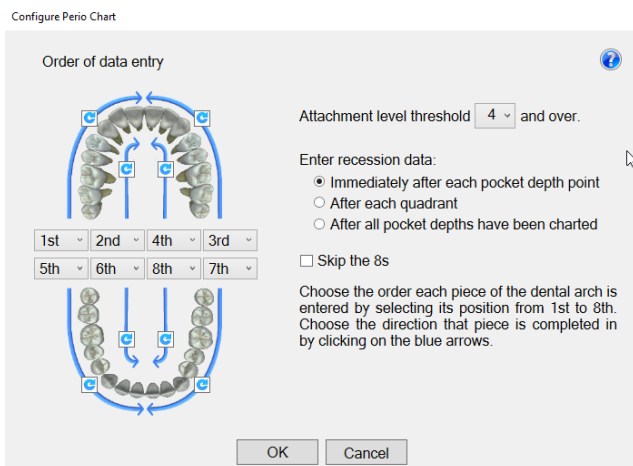 Configure Perio Chart
Order of data entry
?
Attachment level threshold 4 and over.
Enter recession data:
Immediately after each pocket depth point
After each quadrant
After all pocket depths have been charted
1st 2nd 4th 3rd
5th 6th 8th 7th
Skip the 8s
Choose the order each piece of the dental arch is
entered by selecting its position from 1st to 8th.
Choose the direction that piece is completed in
by clicking on the blue arrows.
OK Cancel